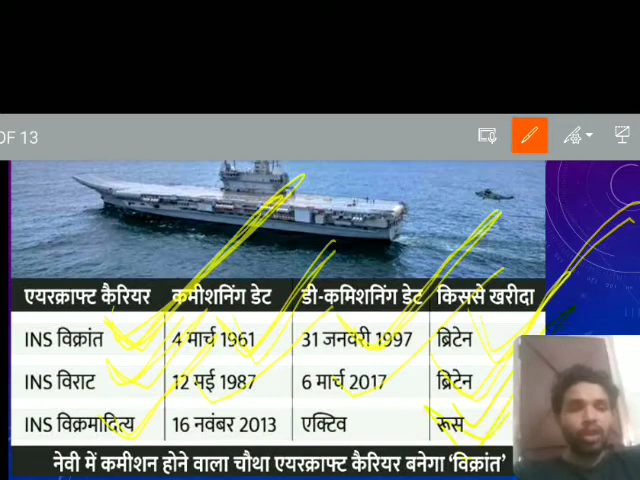 OF 13
एयरक्राफ्ट कैरियर कमीशनिंग डेट डी-कमिशनिंग डेट किससे खरीदा
INS विक्रांत 4 मार्च 1961 31 जनवरी 1997 ब्रिटेन
INS विराट 12 मई 1987 6 मार्च 2017 ब्रिटेन
INS विक्रमादित्य 16 नवंबर 2013 एक्टिव रूस
नेवी में कमीशन होने वाला चौथा एयरक्राफ्ट कैरियर बनेगा 'विक्रांत'